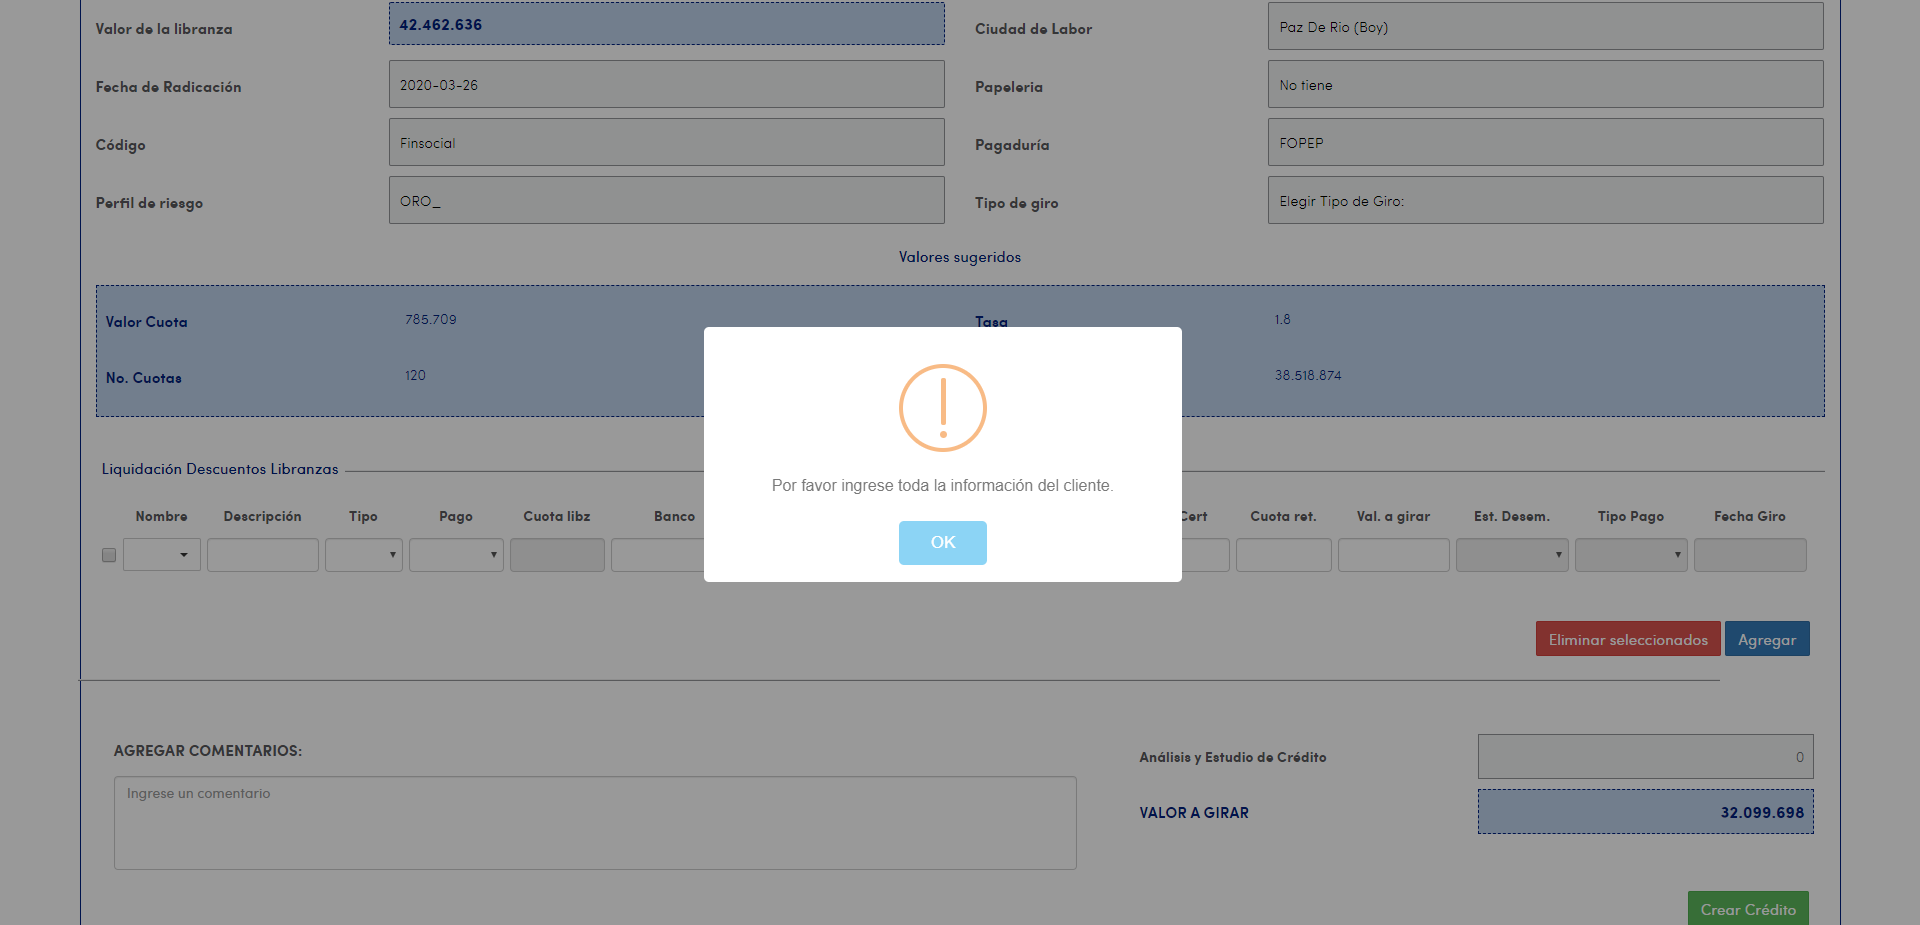 Valor de la libranza 42.462.636 Ciudad de Labor Paz De Rio (Boy)
Fecha de Radicación 2020-03-26 Papeleria No tiene
Código Finsocial Pagaduría FOPEP
Perfil de riesgo ORO_ Tipo de giro Elegir Tipo de Giro:
Valores sugeridos
Valor Cuota 785.709 Tasa 1.8
No. Cuotas 120 38.518.874
Por favor ingrese toda la información del cliente.
OK
Liquidación Descuentos Libranzas
Nombre Descripción Tipo Pago Cuota libz Banco Cert Cuota ret. Val. a girar Est. Desem. Tipo Pago Fecha Giro
Eliminar seleccionados Agregar
AGREGAR COMENTARIOS:
Ingrese un comentario
Análisis y Estudio de Crédito 0
VALOR A GIRAR 32.099.698
Crear Crédito